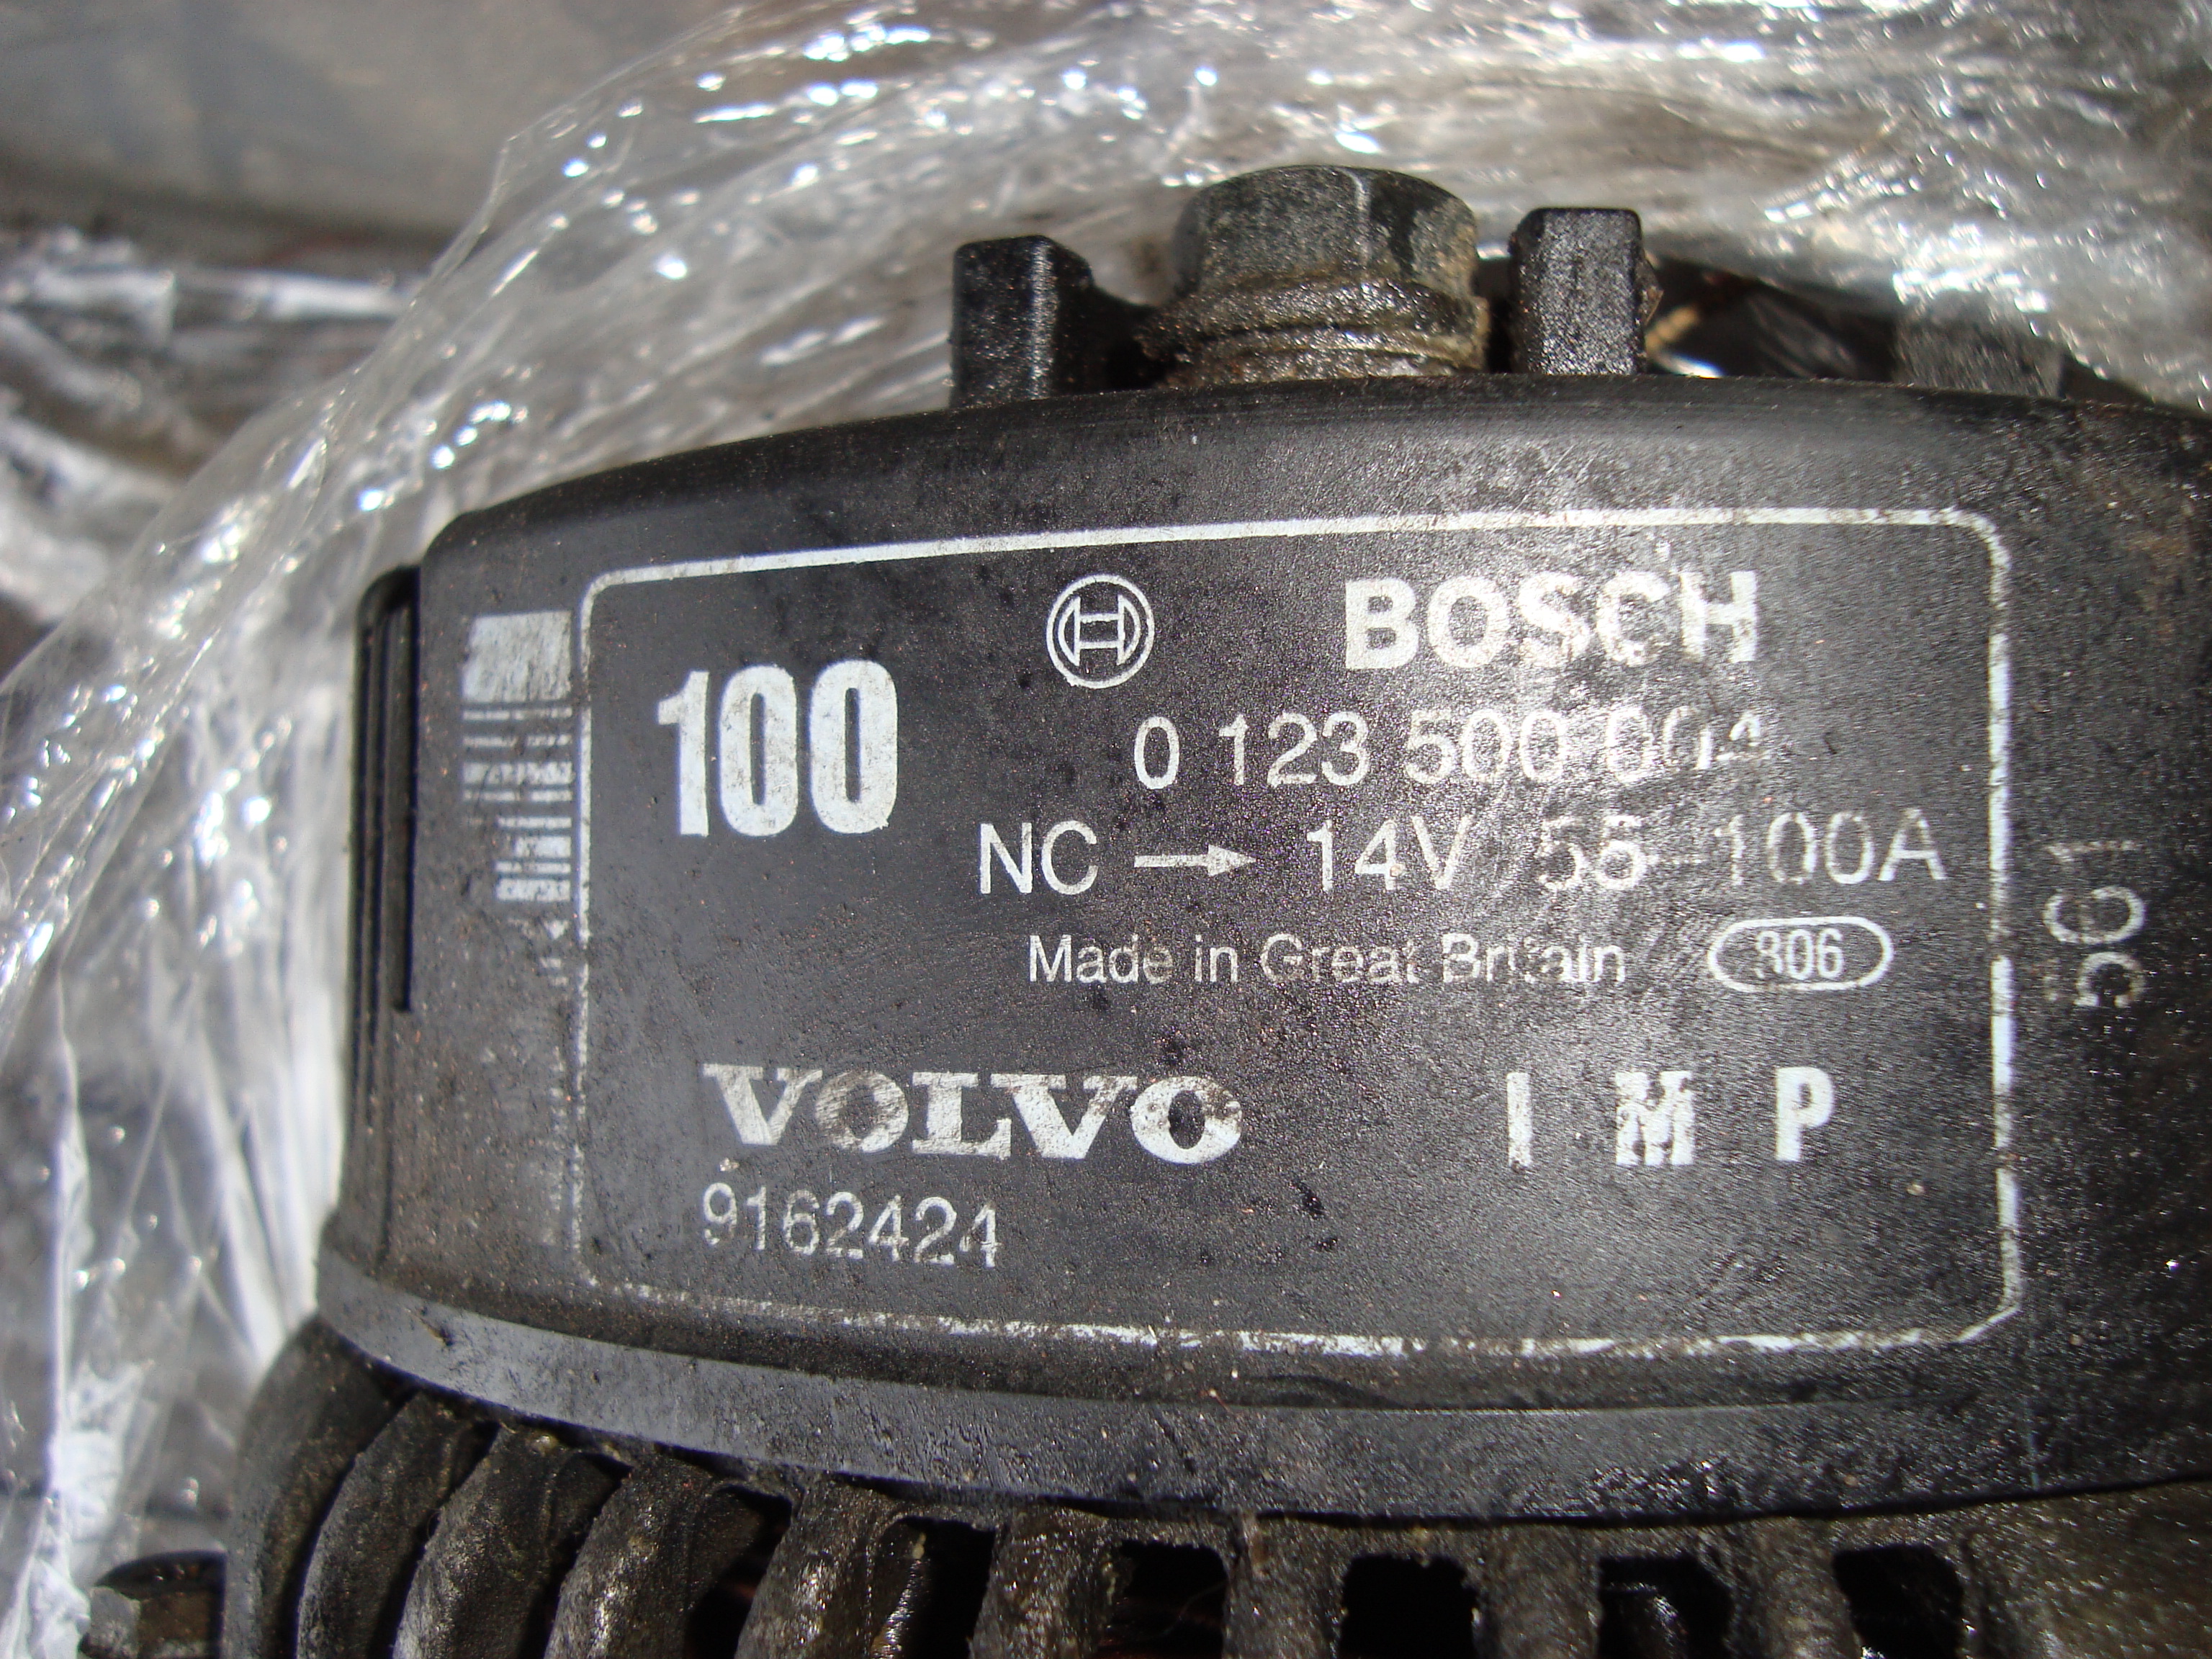 100
BOSCH
0 123 500 004
NC → 14V 55-100A
Made in Great Britain 806
VOLVO I M P
9162424